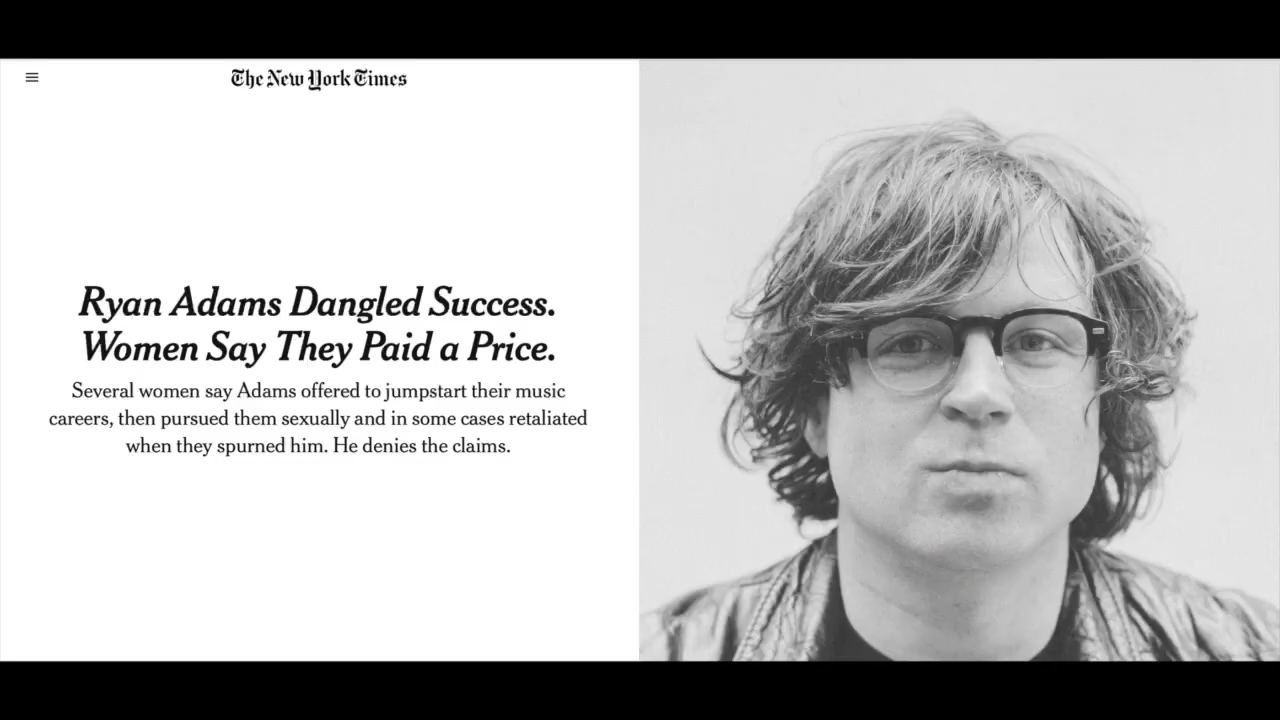 The New York Times
Ryan Adams Dangled Success.
Women Say They Paid a Price.
Several women say Adams offered to jumpstart their music
careers, then pursued them sexually and in some cases retaliated
when they spurned him. He denies the claims.